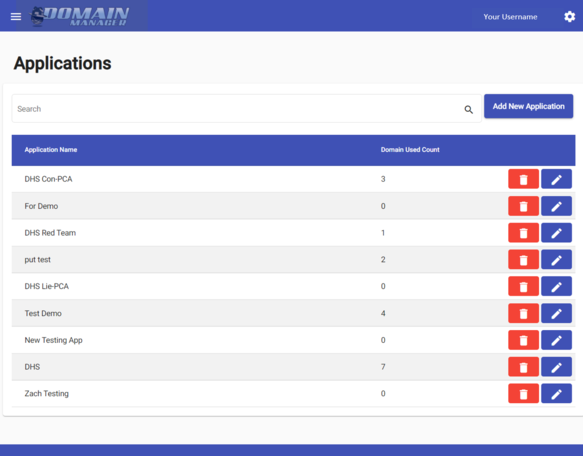 DOMAIN
MANAGER
Your Username
Applications
Search
Add New Application
Application Name Domain Used Count
DHS Con-PCA 3
For Demo 0
DHS Red Team 1
put test 2
DHS Lie-PCA 0
Test Demo 4
New Testing App 0
DHS 7
Zach Testing 0